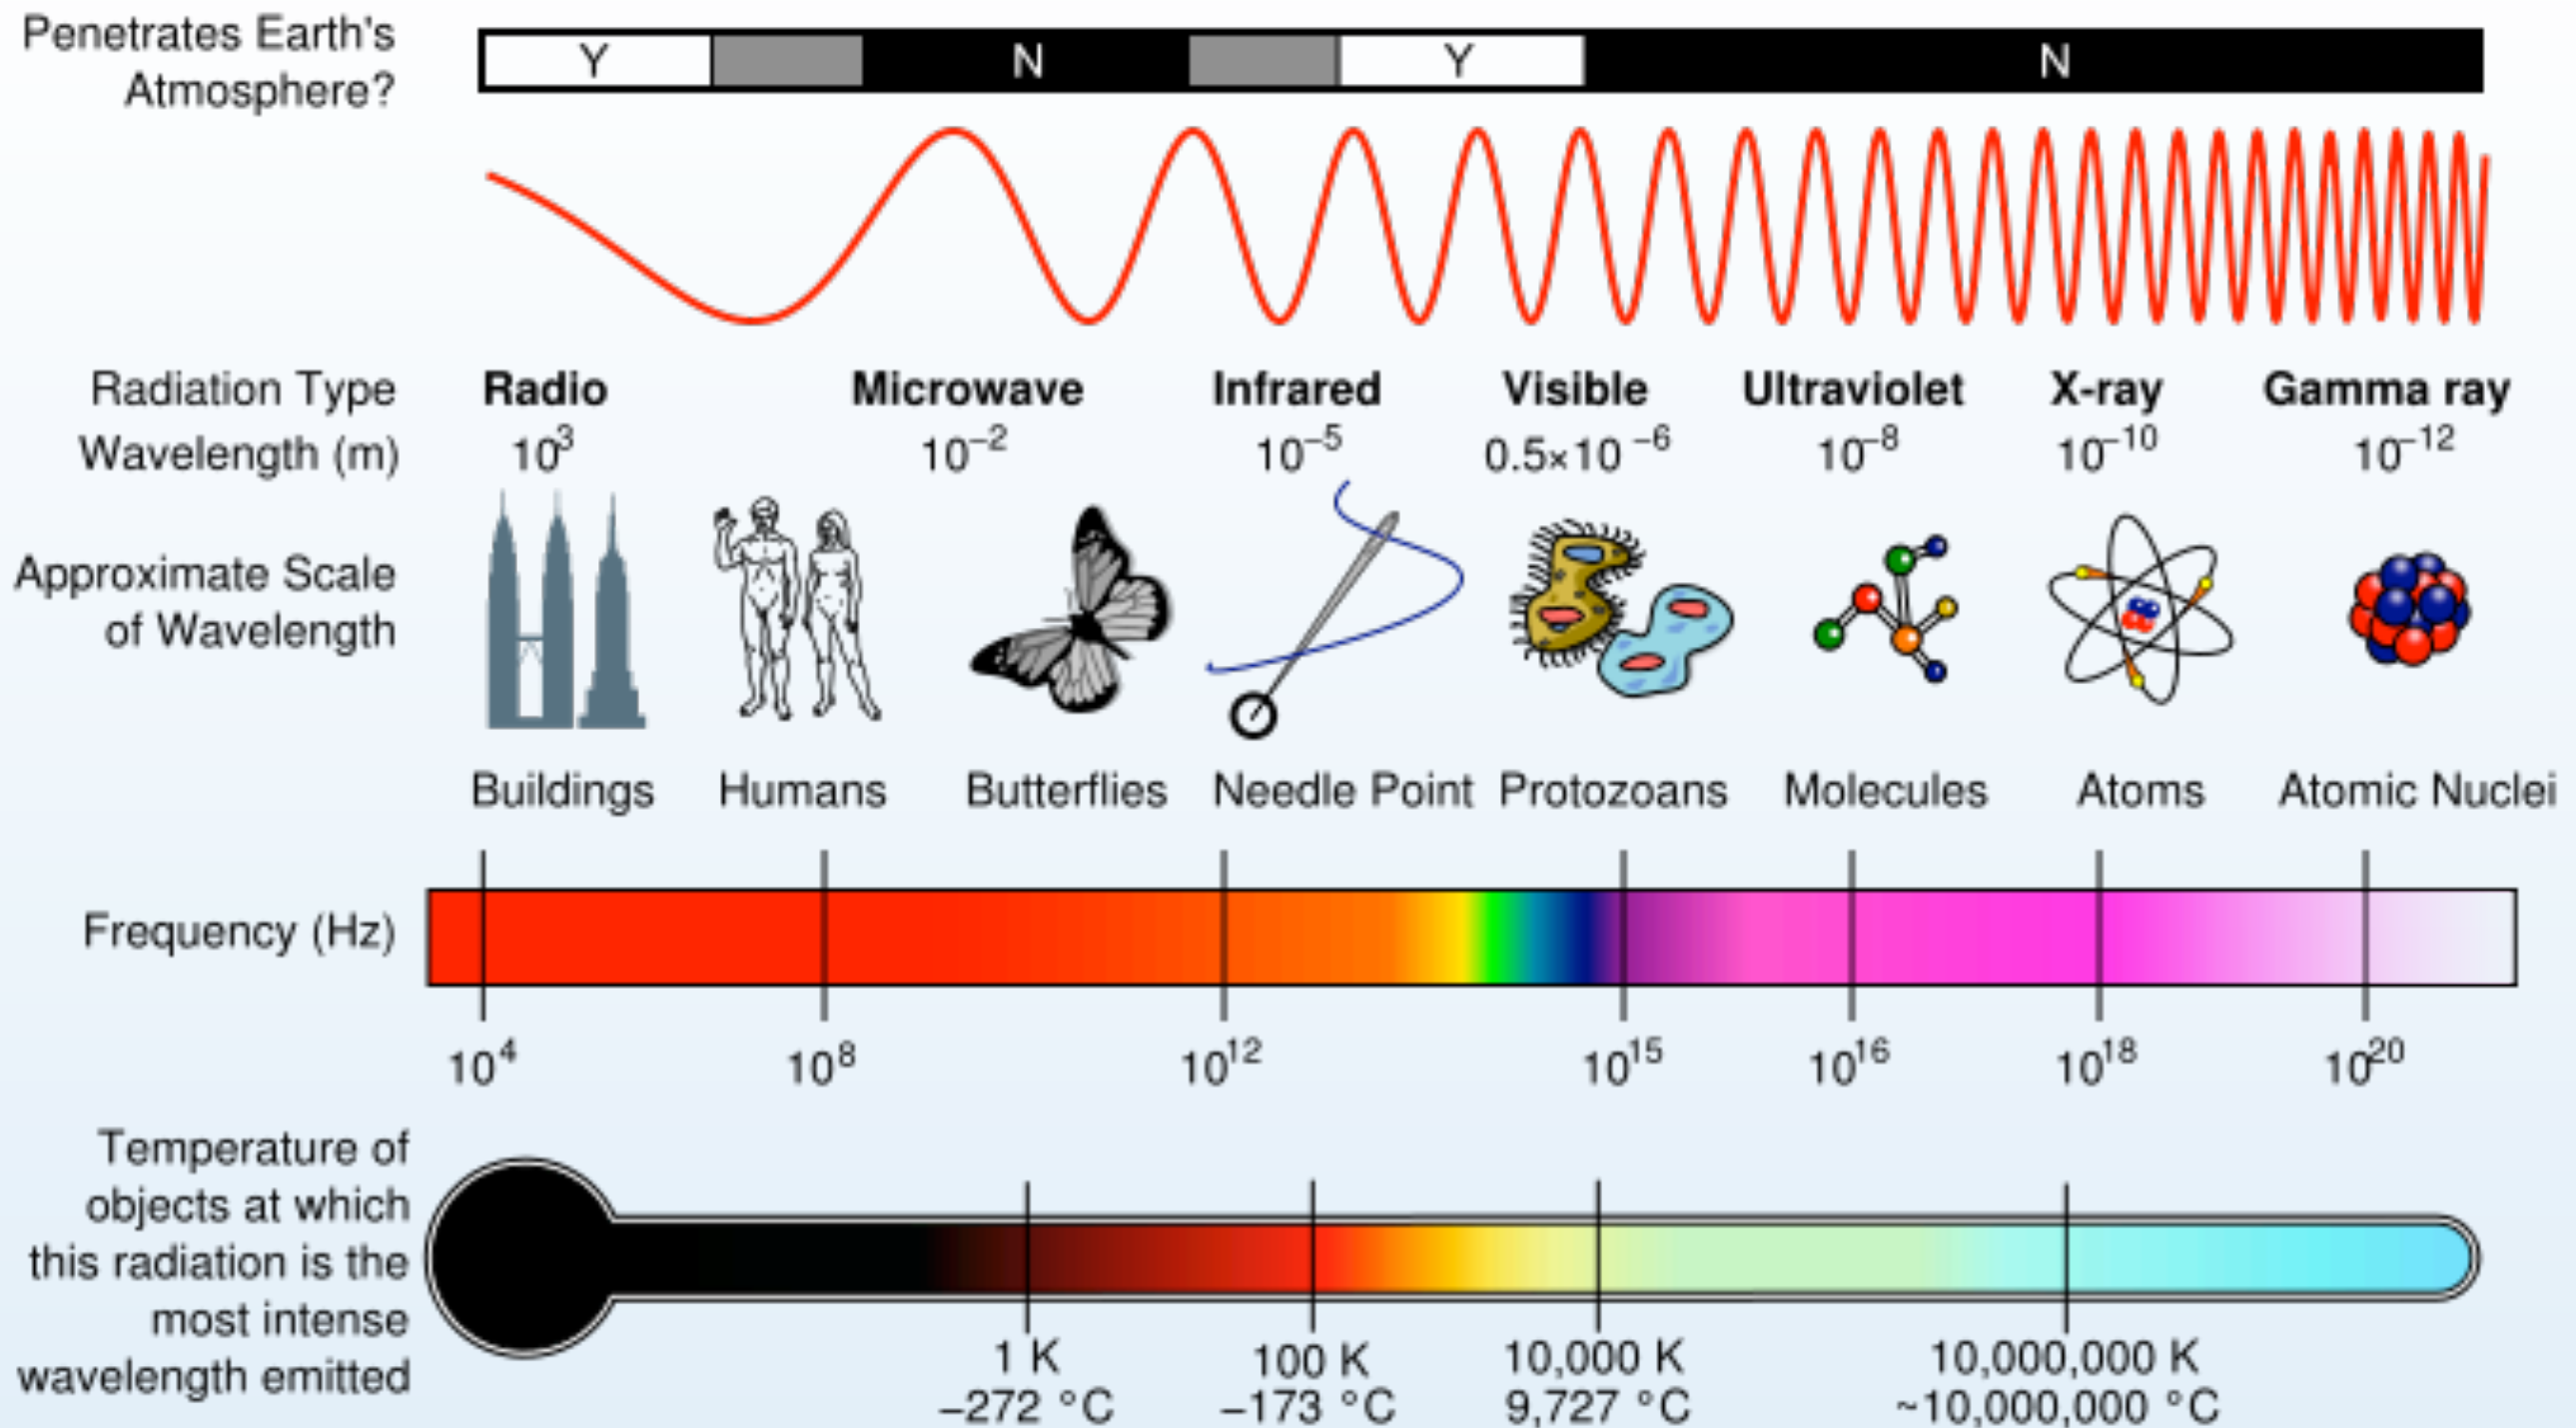 Penetrates Earth's
Atmosphere?
Y N Y N
Radiation Type Radio Microwave Infrared Visible Ultraviolet X-ray Gamma ray
Wavelength (m) 10³ 10⁻² 10⁻⁵ 0.5×10⁻⁶ 10⁻⁸ 10⁻¹⁰ 10⁻¹²
Approximate Scale
of Wavelength
Buildings Humans Butterflies Needle Point Protozoans Molecules Atoms Atomic Nuclei
Frequency (Hz)
10⁴ 10⁸ 10¹² 10¹⁵ 10¹⁶ 10¹⁸ 10²⁰
Temperature of
objects at which
this radiation is the
most intense
wavelength emitted
1 K 100 K 10,000 K 10,000,000 K
−272 °C −173 °C 9,727 °C ~10,000,000 °C